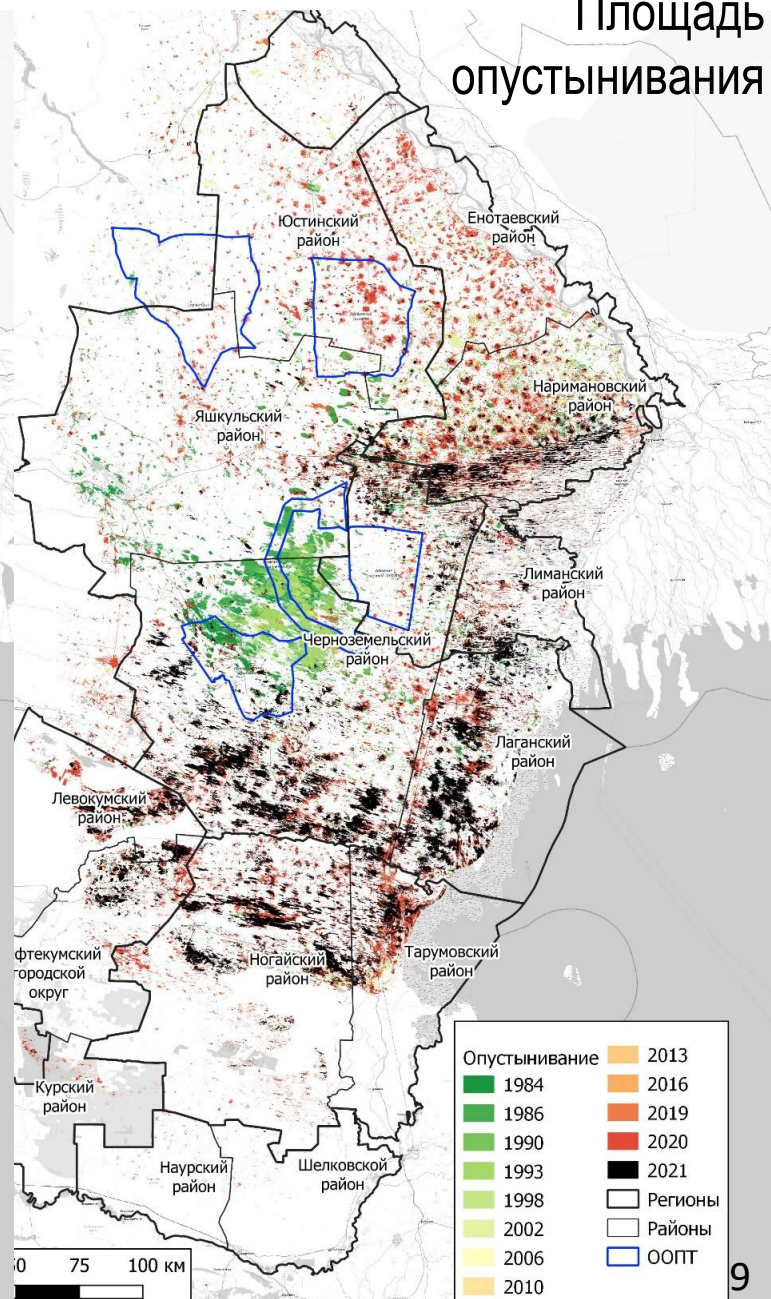 Площадь
опустынивания
Юстинский
район
Енотаевский
район
Наримановский
район
Яшкульский
район
Лиманский
район
Черноземельский
район
Лаганский
район
Левокумский
район
Ногайский
район
Тарумовский
район
фтекумский
городской
округ
Курский
район
Наурский
район
Шелковской
район
Опустынивание
1984
1986
1990
1993
1998
2002
2006
2010
2013
2016
2019
2020
2021
Регионы
Районы
ООПТ
50 75 100 км
9